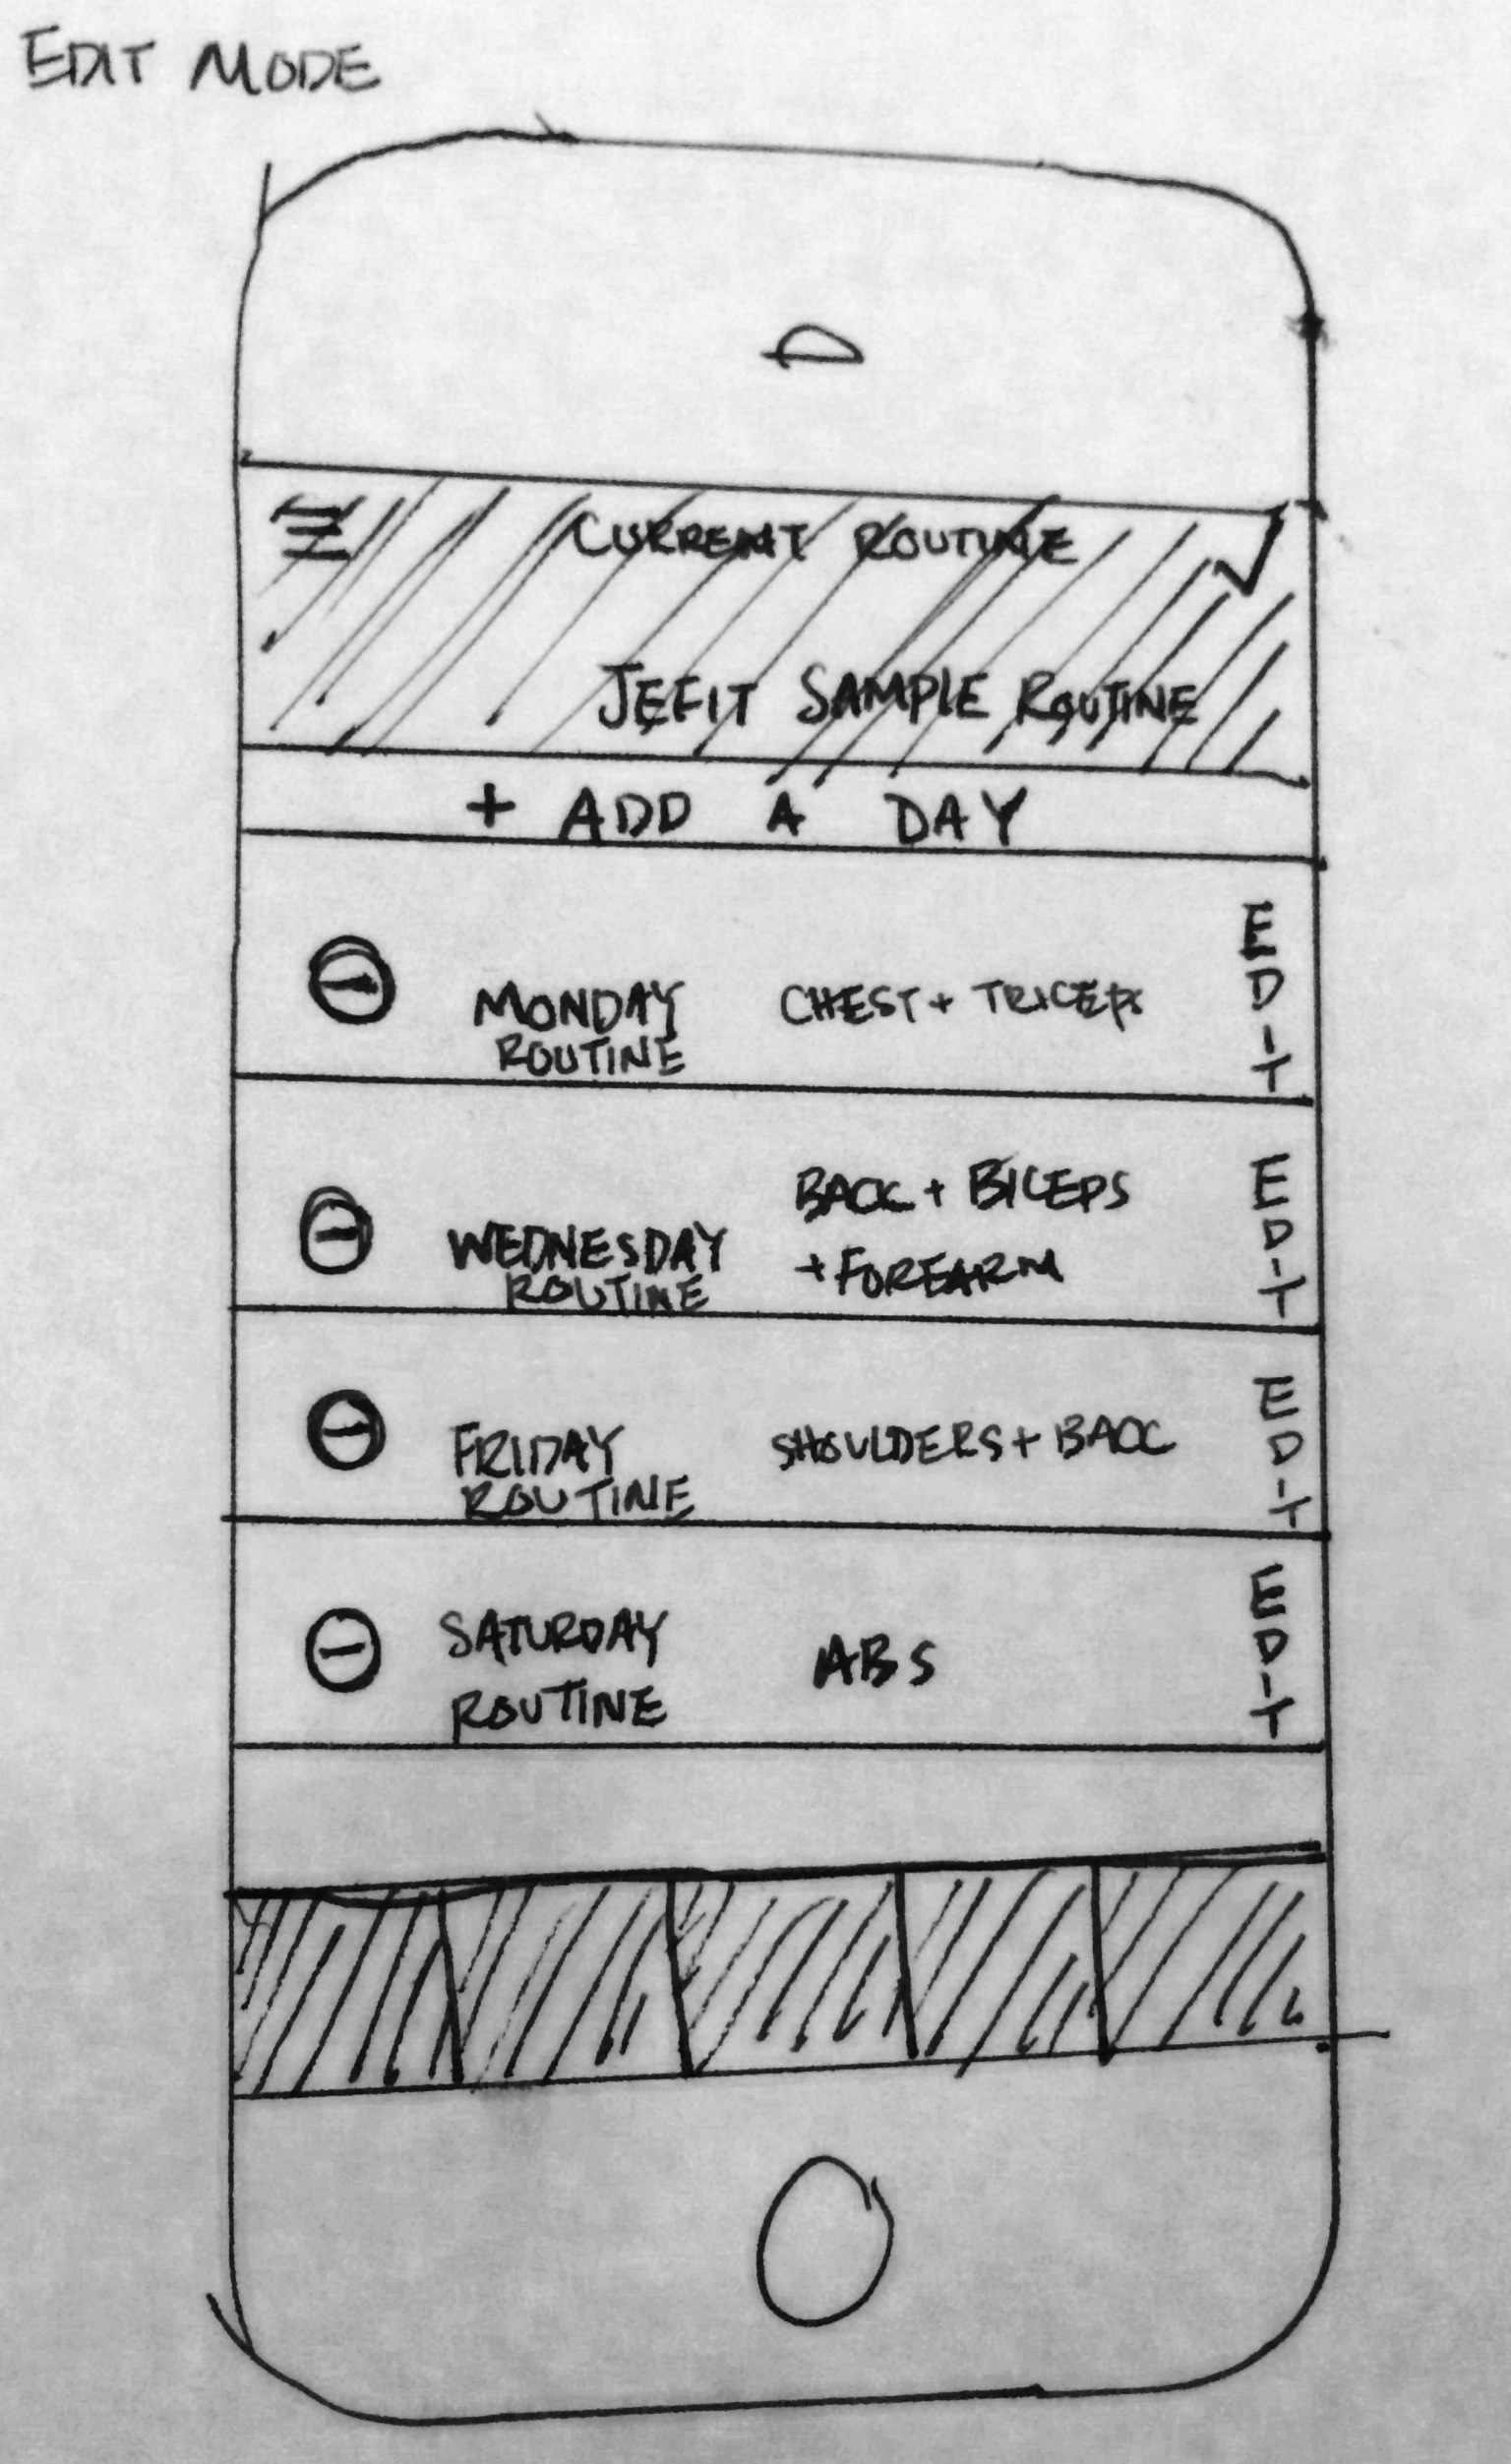 EDIT MODE
CURRENT ROUTINE
JEFIT SAMPLE ROUTINE
+ ADD A DAY
MONDAY
ROUTINE
CHEST + TRICEPS
EDIT
WEDNESDAY
ROUTINE
BACK + BICEPS
+ FOREARM
EDIT
FRIDAY
ROUTINE
SHOULDERS + BACK
EDIT
SATURDAY
ROUTINE
ABS
EDIT